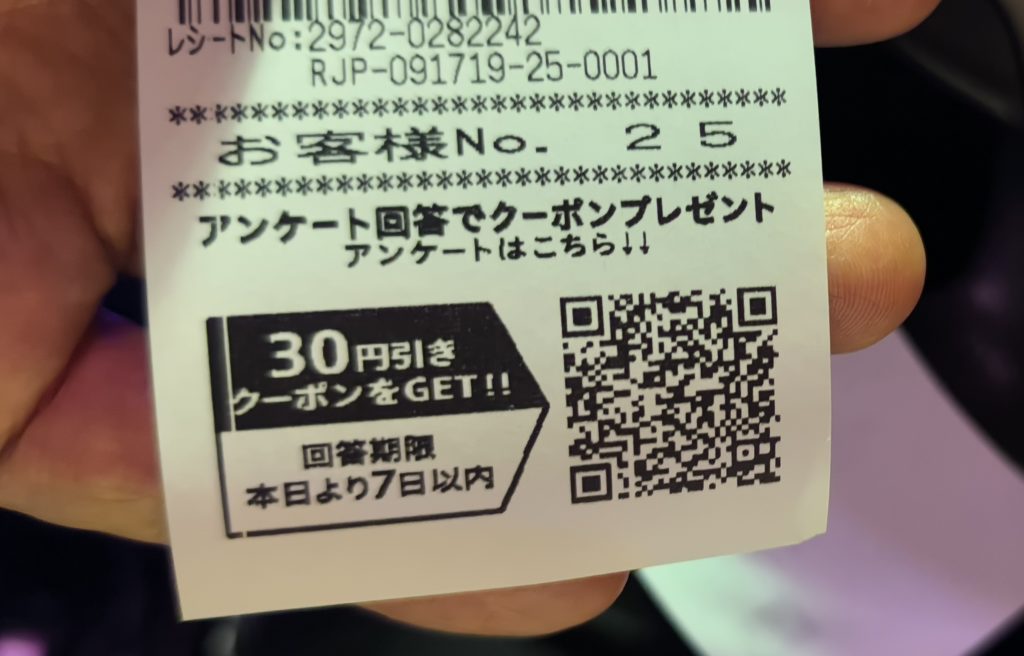 レシートNo:2972-0282242
RJP-091719-25-0001
******************************************
お客様No. 25
******************************************
アンケート回答でクーポンプレゼント
アンケートはこちら↓↓
30円引き
クーポンをGET!!
回答期限
本日より7日以内